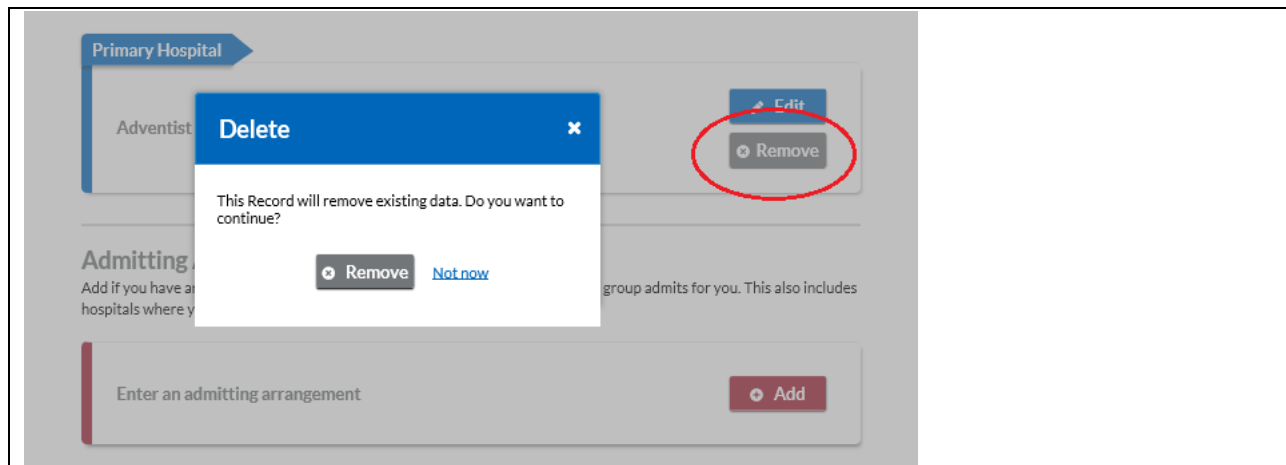 Primary Hospital
Edit
Adventist
Delete
Remove
This Record will remove existing data. Do you want to
continue?
Remove Not now
Admitting
Add if you have group admits for you. This also includes
hospitals where
Enter an admitting arrangement
Add